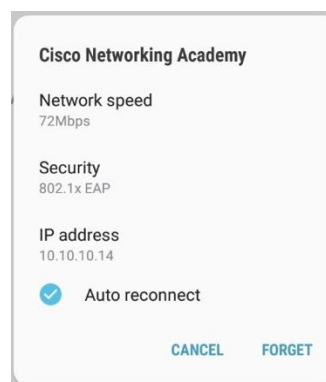 Cisco Networking Academy
Network speed
72Mbps
Security
802.1x EAP
IP address
10.10.10.14
Auto reconnect
CANCEL FORGET